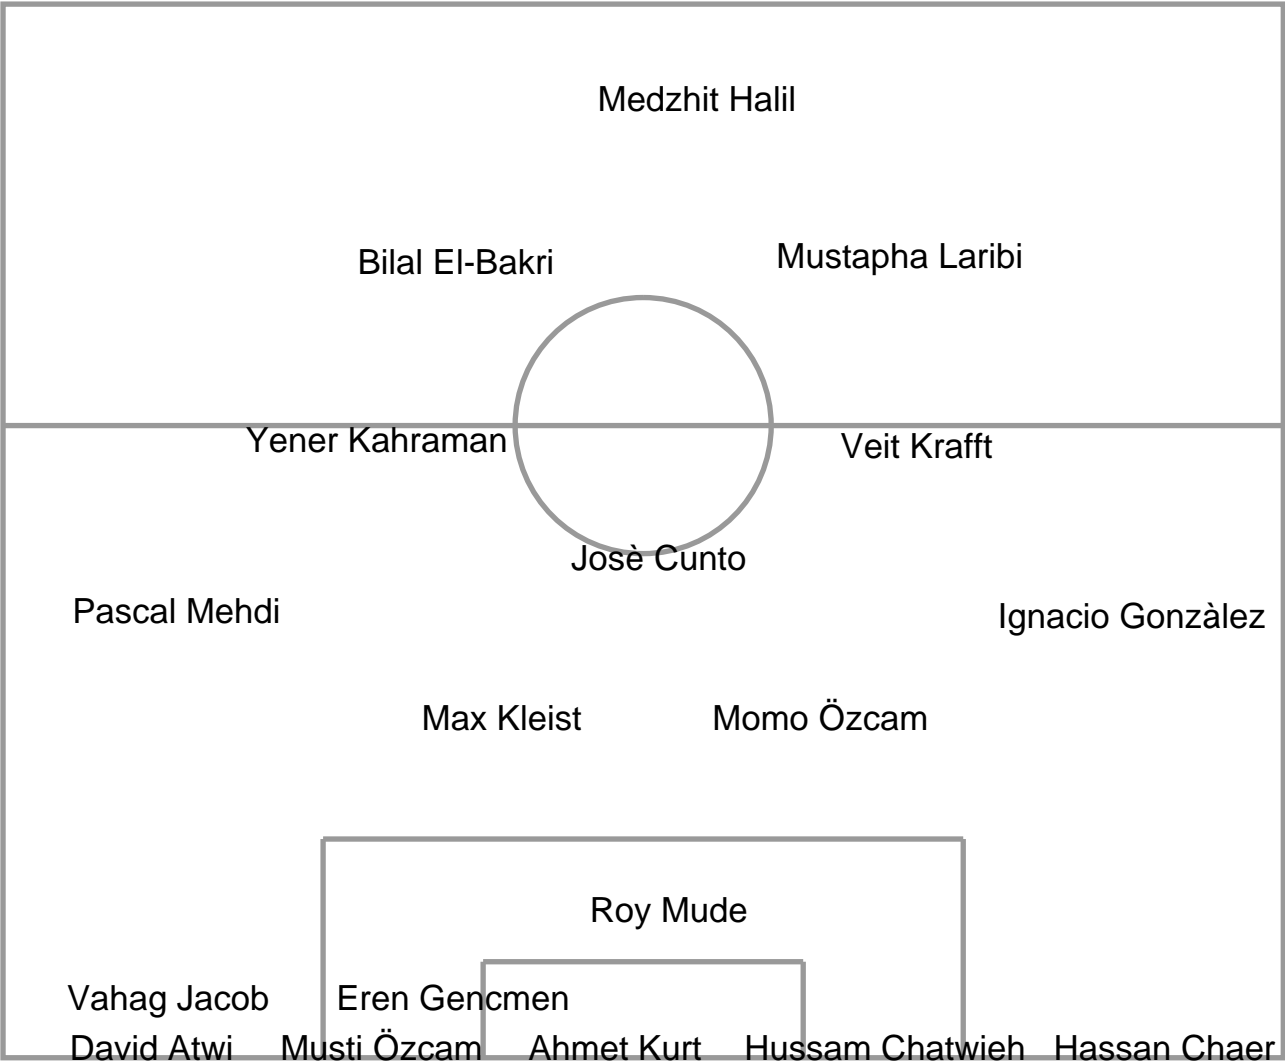 Medzhit Halil
Bilal El-Bakri
Mustapha Laribi
Yener Kahraman
Veit Krafft
Josè Cunto
Pascal Mehdi
Ignacio Gonzàlez
Max Kleist
Momo Özcam
Roy Mude
Vahag Jacob
Eren Gencmen
David Atwi
Musti Özcam
Ahmet Kurt
Hussam Chatwieh
Hassan Chaer